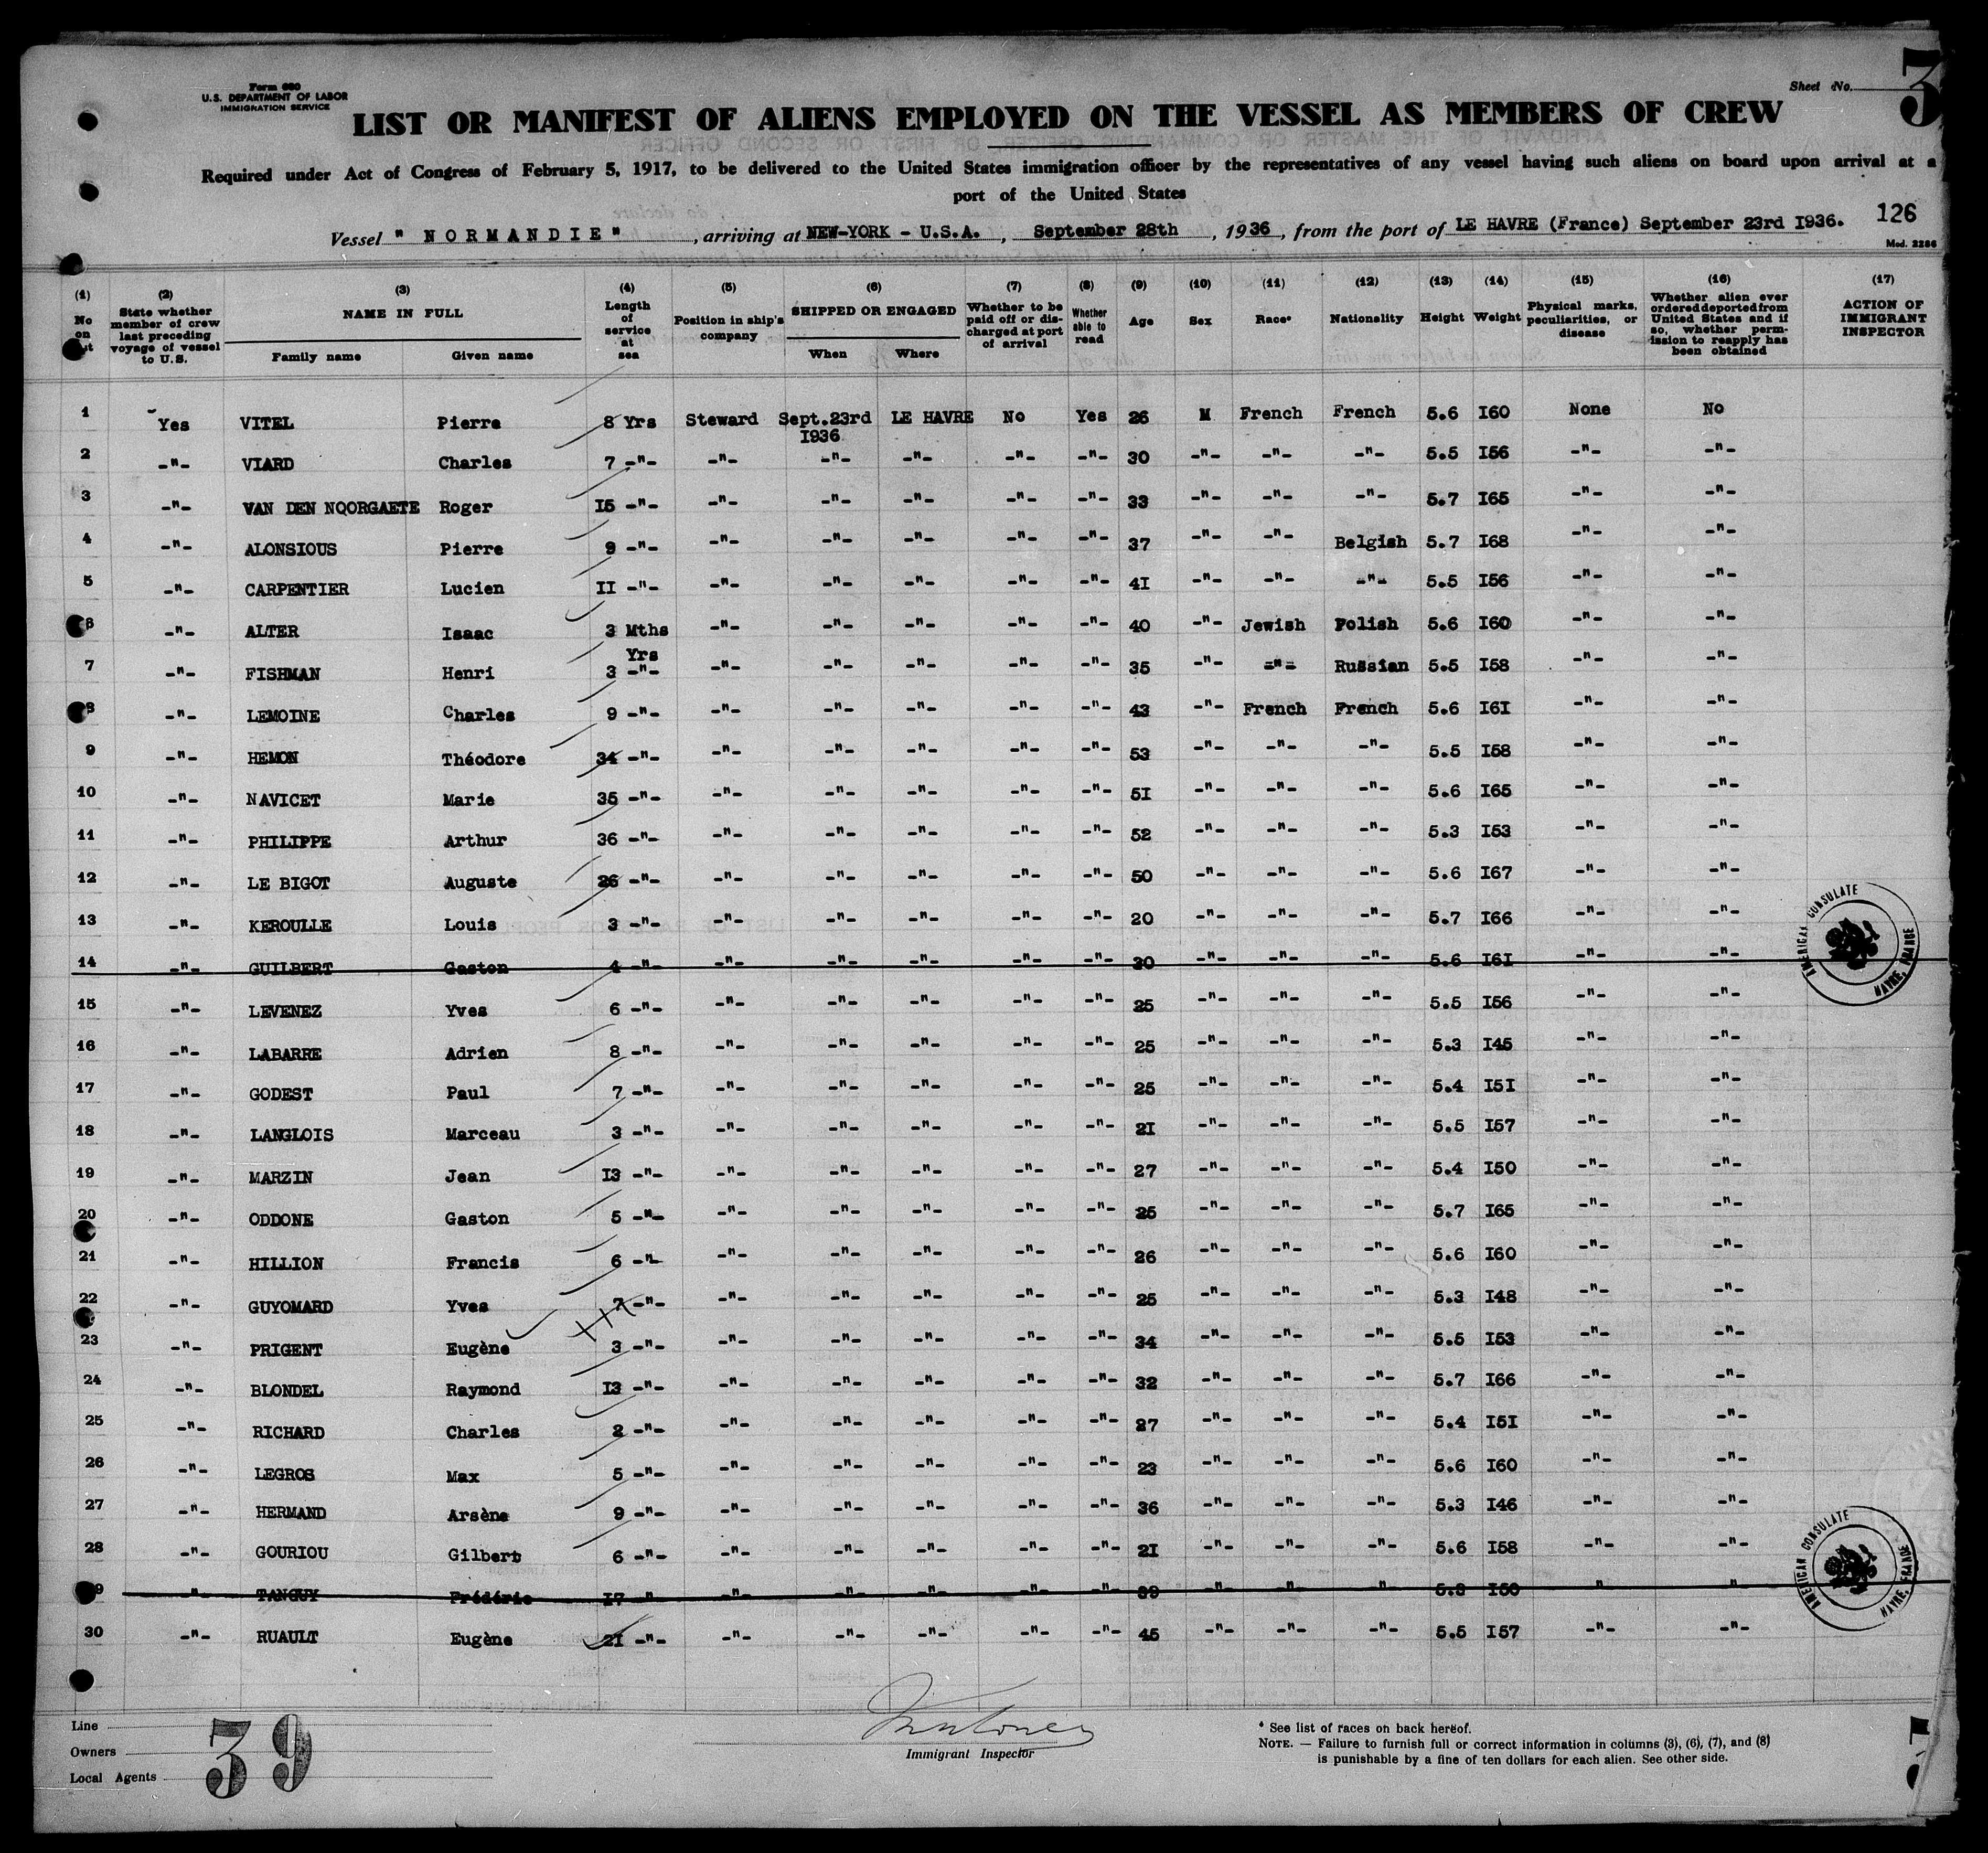 Form 680
U.S. DEPARTMENT OF LABOR
IMMIGRATION SERVICE
Sheet No. 3
LIST OR MANIFEST OF ALIENS EMPLOYED ON THE VESSEL AS MEMBERS OF CREW
Required under Act of Congress of February 5, 1917, to be delivered to the United States immigration officer by the representatives of any vessel having such aliens on board upon arrival at a
port of the United States
126
Vessel " NORMANDIE" , arriving at NEW-YORK - U.S.A. , September 28th , 1936 , from the port of LE HAVRE (France) September 23rd I936.
Mod. 2286
(1) No on (2) State whether member of crew last preceding voyage of vessel to U.S. (3) NAME IN FULL Family name Given name (4) Length of service at sea (5) Position in ship's company (6) SHIPPED OR ENGAGED When Where (7) Whether to be paid off or discharged at port of arrival (8) Whether able to read (9) Age (10) Sex (11) Race* (12) Nationality (13) Height (14) Weight (15) Physical marks, peculiarities, or disease (16) Whether alien ever ordered deported from United States and if so, whether permission to reapply has been obtained (17) ACTION OF IMMIGRANT INSPECTOR
1 Yes VITEL Pierre 8 Yrs Steward Sept.23rd I936 LE HAVRE No Yes 26 M French French 5.6 I60 None No
2 -"- VIARD Charles 7 -"- -"- -"- -"- -"- -"- 30 -"- -"- -"- 5.5 I56 -"- -"-
3 -"- VAN DEN NOORGAETE Roger I5 -"- -"- -"- -"- -"- -"- 33 -"- -"- -"- 5.7 I65 -"- -"-
4 -"- ALONSIOUS Pierre 9 -"- -"- -"- -"- -"- -"- 37 -"- -"- Belgish 5.7 I68 -"- -"-
5 -"- CARPENTIER Lucien II -"- -"- -"- -"- -"- -"- 4I -"- -"- -"- 5.5 I56 -"- -"-
6 -"- ALTER Isaac 3 Mths -"- -"- -"- -"- -"- 40 -"- Jewish Polish 5.6 I60 -"- -"-
7 -"- FISHMAN Henri 3 Yrs -"- -"- -"- -"- -"- -"- 35 -"- -"- Russian 5.5 I58 -"- -"-
8 -"- LEMOINE Charles 9 -"- -"- -"- -"- -"- -"- 43 -"- French French 5.6 I6I -"- -"-
9 -"- HEMON Théodore 34 -"- -"- -"- -"- -"- -"- 53 -"- -"- -"- 5.5 I58 -"- -"-
10 -"- NAVICET Marie 35 -"- -"- -"- -"- -"- -"- 5I -"- -"- -"- 5.6 I65 -"- -"-
11 -"- PHILIPPE Arthur 36 -"- -"- -"- -"- -"- -"- 52 -"- -"- -"- 5.3 I53 -"- -"-
12 -"- LE BIGOT Auguste 26 -"- -"- -"- -"- -"- -"- 50 -"- -"- -"- 5.6 I67 -"- -"-
13 -"- KEROULLE Louis 3 -"- -"- -"- -"- -"- -"- 20 -"- -"- -"- 5.7 I66 -"- -"-
14 -"- GUILBERT Gaston 4 -"- -"- -"- -"- -"- -"- 30 -"- -"- -"- 5.6 I6I -"- -"-
AMERICAN CONSULATE HAVRE, FRANCE
15 -"- LEVENEZ Yves 6 -"- -"- -"- -"- -"- -"- 25 -"- -"- -"- 5.5 I56 -"- -"-
16 -"- LABARRE Adrien 8 -"- -"- -"- -"- -"- -"- 25 -"- -"- -"- 5.3 I45 -"- -"-
17 -"- GODEST Paul 7 -"- -"- -"- -"- -"- -"- 25 -"- -"- -"- 5.4 I5I -"- -"-
18 -"- LANGLOIS Marceau 3 -"- -"- -"- -"- -"- -"- 2I -"- -"- -"- 5.5 I57 -"- -"-
19 -"- MARZIN Jean I3 -"- -"- -"- -"- -"- -"- 27 -"- -"- -"- 5.4 I50 -"- -"-
20 -"- ODDONE Gaston 5 -"- -"- -"- -"- -"- -"- 25 -"- -"- -"- 5.7 I65 -"- -"-
21 -"- HILLION Francis 6 -"- -"- -"- -"- -"- -"- 26 -"- -"- -"- 5.6 I60 -"- -"-
22 -"- GUYOMARD Yves 7 -"- -"- -"- -"- -"- -"- 25 -"- -"- -"- 5.3 I48 -"- -"-
23 -"- PRIGENT Eugène 3 -"- -"- -"- -"- -"- -"- 34 -"- -"- -"- 5.5 I53 -"- -"-
24 -"- BLONDEL Raymond I3 -"- -"- -"- -"- -"- -"- 32 -"- -"- -"- 5.7 I66 -"- -"-
25 -"- RICHARD Charles 2 -"- -"- -"- -"- -"- -"- 27 -"- -"- -"- 5.4 I5I -"- -"-
26 -"- LEGROS Max 5 -"- -"- -"- -"- -"- -"- 23 -"- -"- -"- 5.6 I60 -"- -"-
27 -"- HERMAND Arsène 9 -"- -"- -"- -"- -"- -"- 36 -"- -"- -"- 5.3 I46 -"- -"-
28 -"- GOURIOU Gilbert 6 -"- -"- -"- -"- -"- -"- 2I -"- -"- -"- 5.6 I58 -"- -"-
29 -"- TANGUY Frédéric I7 -"- -"- -"- -"- -"- -"- 39 -"- -"- -"- I50 -"- -"-
AMERICAN CONSULATE HAVRE, FRANCE
30 -"- RUAULT Eugène 2I -"- -"- -"- -"- -"- -"- 45 -"- -"- -"- 5.5 I57 -"- -"-
Line
Owners
Local Agents
39
Immigrant Inspector
* See list of races on back hereof.
NOTE. — Failure to furnish full or correct information in columns (3), (6), (7), and (8)
is punishable by a fine of ten dollars for each alien. See other side.